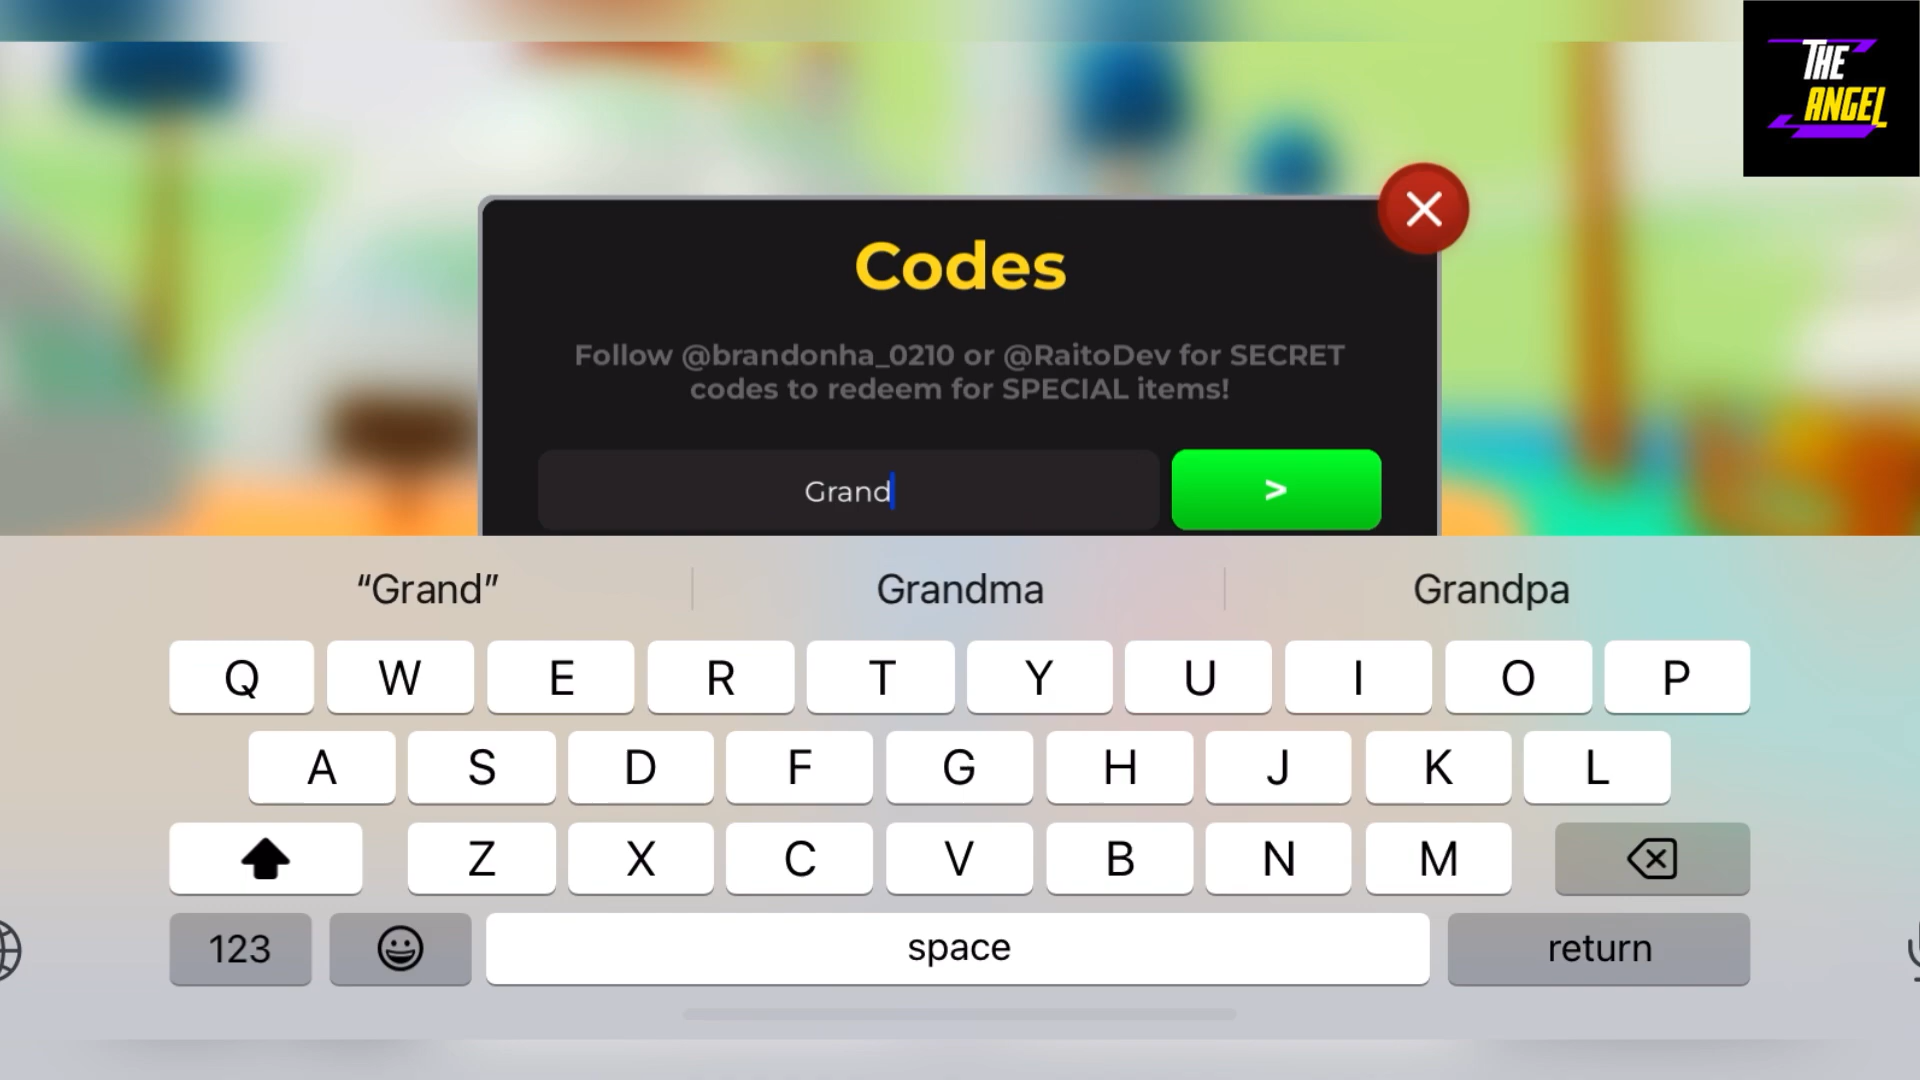 THE
ANGEL
Codes
Follow @brandonha_0210 or @RaitoDev for SECRET
codes to redeem for SPECIAL items!
Grand
>
“Grand” Grandma Grandpa
Q W E R T Y U I O P
A S D F G H J K L
Z X C V B N M
123 space return